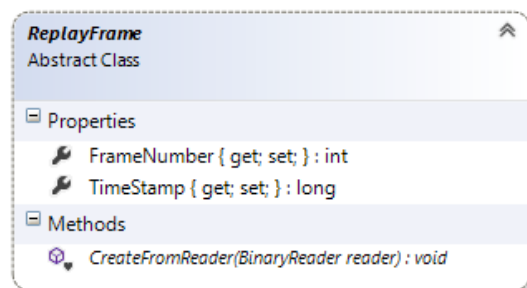 ReplayFrame
Abstract Class
Properties
FrameNumber { get; set; } : int
TimeStamp { get; set; } : long
Methods
CreateFromReader(BinaryReader reader) : void